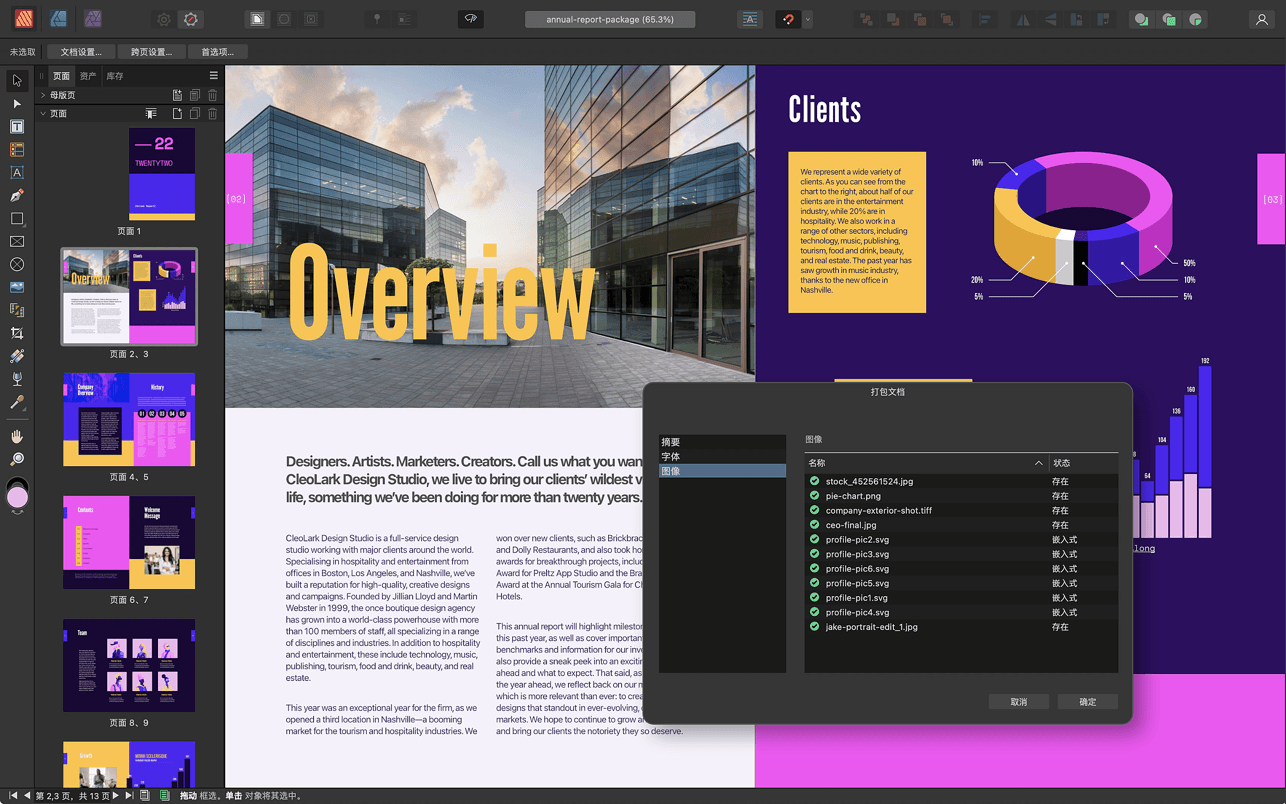 annual-report-package (65.3%)
未选取
文档设置...
跨页设置...
首选项...
页面
资产
库存
母版页
页面
22
TWENTYTWO
页面 1
Overview
Clients
页面 2、3
Company
Overview
History
01
02
03
04
05
页面 4、5
Contents
Welcome
Message
页面 6、7
Team
页面 8、9
Growth
[02]
Overview
Designers. Artists. Marketers. Creators. Call us what you wan
CleoLark Design Studio, we live to bring our clients' wildest v
life, something we've been doing for more than twenty years.
CleoLark Design Studio is a full-service design
studio working with major clients around the world.
Specialising in hospitality and entertainment from
offices in Boston, Los Angeles, and Nashville, we've
built a reputation for high-quality, creative designs
and campaigns. Founded by Jillian Lloyd and Martin
Webster in 1999, the once boutique design agency
has grown into a world-class powerhouse with more
than 100 members of staff, all specializing in a range
of disciplines and industries. In addition to hospitality
and entertainment, these include technology, music,
publishing, tourism, food and drink, beauty, and real
estate.
This year was an exceptional year for the firm, as we
opened a third location in Nashville—a booming
market for the tourism and hospitality industries. We
won over new clients, such as Brickbrac
and Dolly Restaurants, and also took ho
awards for breakthrough projects, includ
Award for Preltz App Studio and the Bra
Award at the Annual Tourism Gala for Cl
Hotels.
This annual report will highlight mileston
this past year, as well as cover important
benchmarks and information for our inve
also provide a sneak peek into an excitin
ahead and what to expect. That said, as
the year ahead, we reflect back on our m
which is more relevant than ever: to crea
designs that standout in ever-evolving, c
markets. We hope to continue to grow an
and bring our clients the notoriety they so deserve.
Clients
We represent a wide variety of
clients. As you can see from the
chart to the right, about half of our
clients are in the entertainment
industry, while 20% are in
hospitality. We also work in a
range of other sectors, including
technology, music, publishing,
tourism, food and drink, beauty,
and real estate. The past year has
saw growth in music industry,
thanks to the new office in
Nashville.
10%
20%
5%
50%
10%
5%
[03]
64
104
136
160
192
long
打包文档
摘要
字体
图像
图像
名称
状态
stock_452561524.jpg 存在
pie-chart.png 存在
company-exterior-shot.tiff 存在
ceo-final.jpg 存在
profile-pic2.svg 嵌入式
profile-pic3.svg 嵌入式
profile-pic6.svg 嵌入式
profile-pic5.svg 嵌入式
profile-pic1.svg 嵌入式
profile-pic4.svg 嵌入式
jake-portrait-edit_1.jpg 存在
取消
确定
第 2,3 页，共 13 页
拖动 框选。单击 对象将其选中。